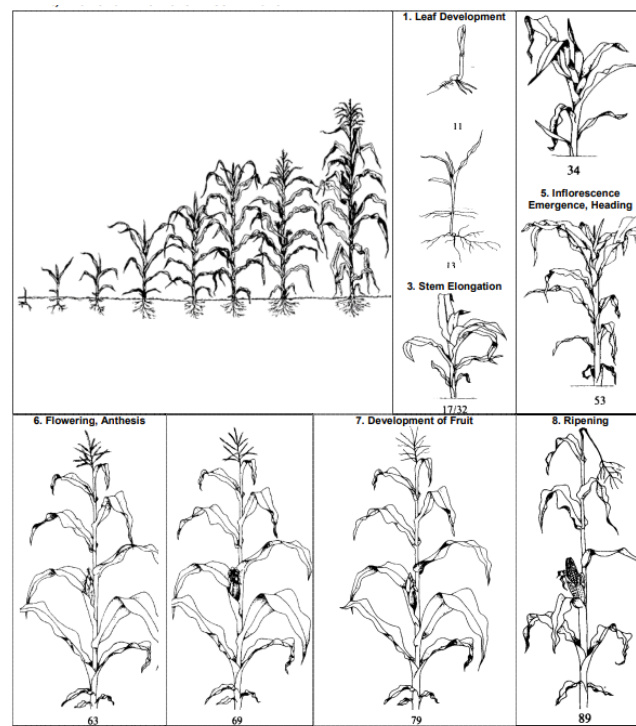 1. Leaf Development
11
13
3. Stem Elongation
17/32
34
5. Inflorescence
Emergence, Heading
53
6. Flowering, Anthesis
63
69
7. Development of Fruit
79
8. Ripening
89